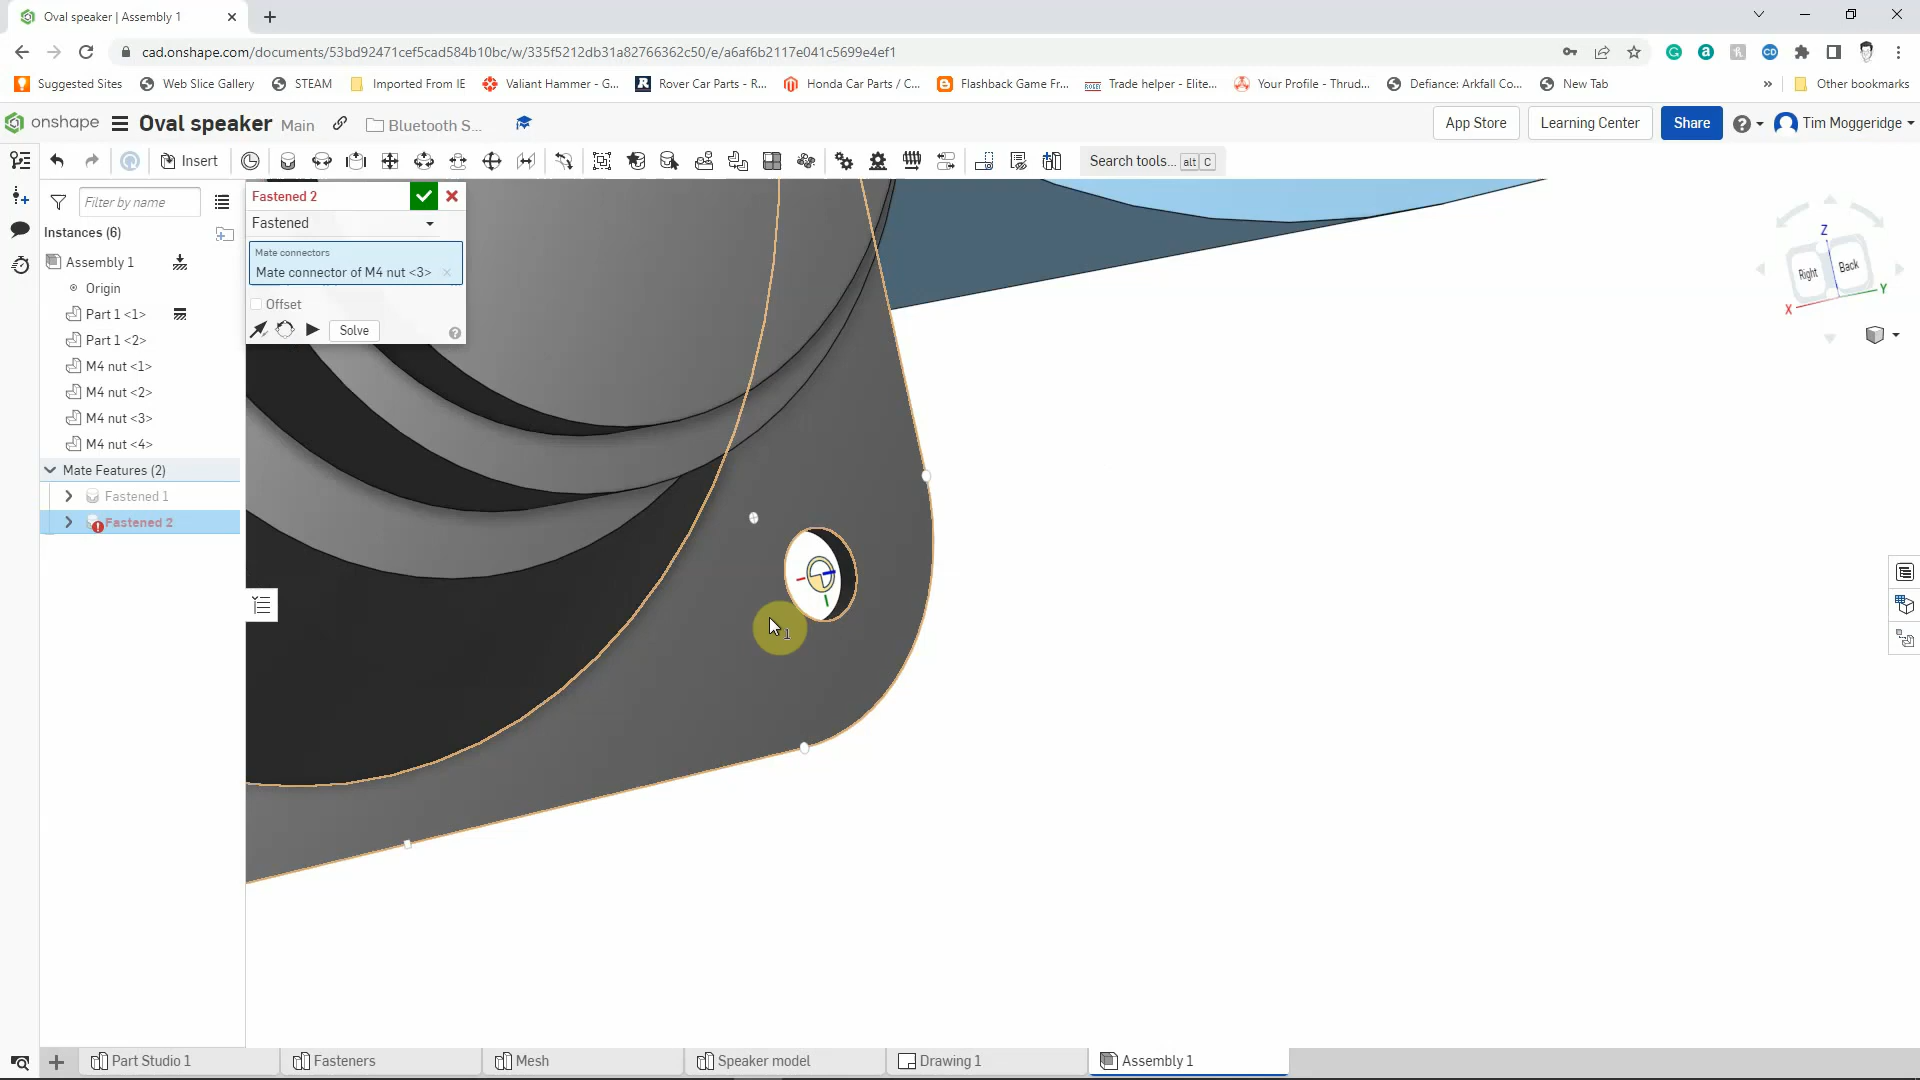 Oval speaker | Assembly 1
cad.onshape.com/documents/53bd92471cef5cad584b10bc/w/335f5212db31a82766362c50/e/a6af6b2117e041c5699e4ef1
Suggested Sites
Web Slice Gallery
STEAM
Imported From IE
Valiant Hammer - G...
Rover Car Parts - R...
Honda Car Parts / C...
Flashback Game Fr...
Trade helper - Elite...
Your Profile - Thrud...
Defiance: Arkfall Co...
New Tab
»
Other bookmarks
onshape
Oval speaker Main
Bluetooth S...
App Store
Learning Center
Share
Tim Moggeridge
Insert
Search tools... alt C
Filter by name
Instances (6)
Assembly 1
Origin
Part 1 <1>
Part 1 <2>
M4 nut <1>
M4 nut <2>
M4 nut <3>
M4 nut <4>
Mate Features (2)
Fastened 1
Fastened 2
Fastened 2
Fastened
Mate connectors
Mate connector of M4 nut <3>
Offset
Solve
1
Z
Right
Back
X
Y
Part Studio 1
Fasteners
Mesh
Speaker model
Drawing 1
Assembly 1